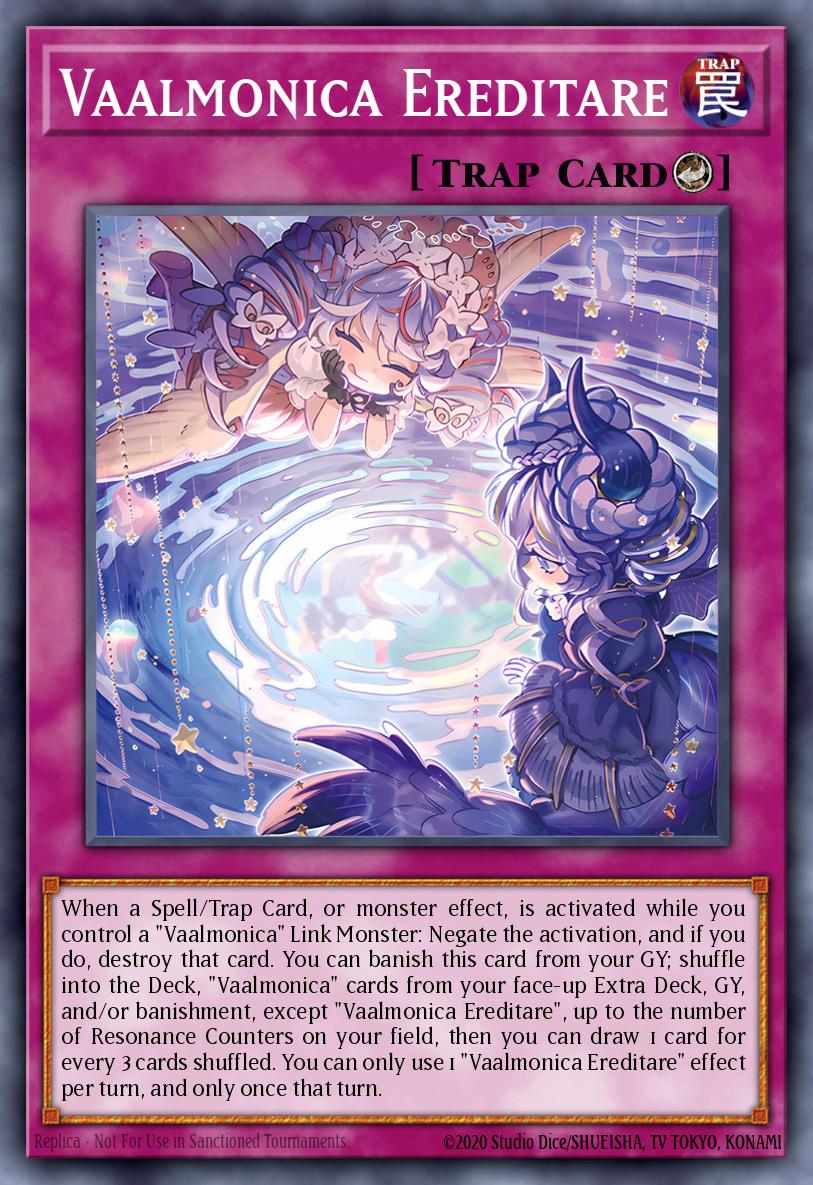 VAALMONICA EREDITARE
TRAP
罠
[TRAP CARD]
When a Spell/Trap Card, or monster effect, is activated while you
control a "Vaalmonica" Link Monster: Negate the activation, and if you
do, destroy that card. You can banish this card from your GY; shuffle
into the Deck, "Vaalmonica" cards from your face-up Extra Deck, GY,
and/or banishment, except "Vaalmonica Ereditare", up to the number
of Resonance Counters on your field, then you can draw 1 card for
every 3 cards shuffled. You can only use 1 "Vaalmonica Ereditare" effect
per turn, and only once that turn.
Replica - Not For Use in Sanctioned Tournaments.
©2020 Studio Dice/SHUEISHA, TV TOKYO, KONAMI